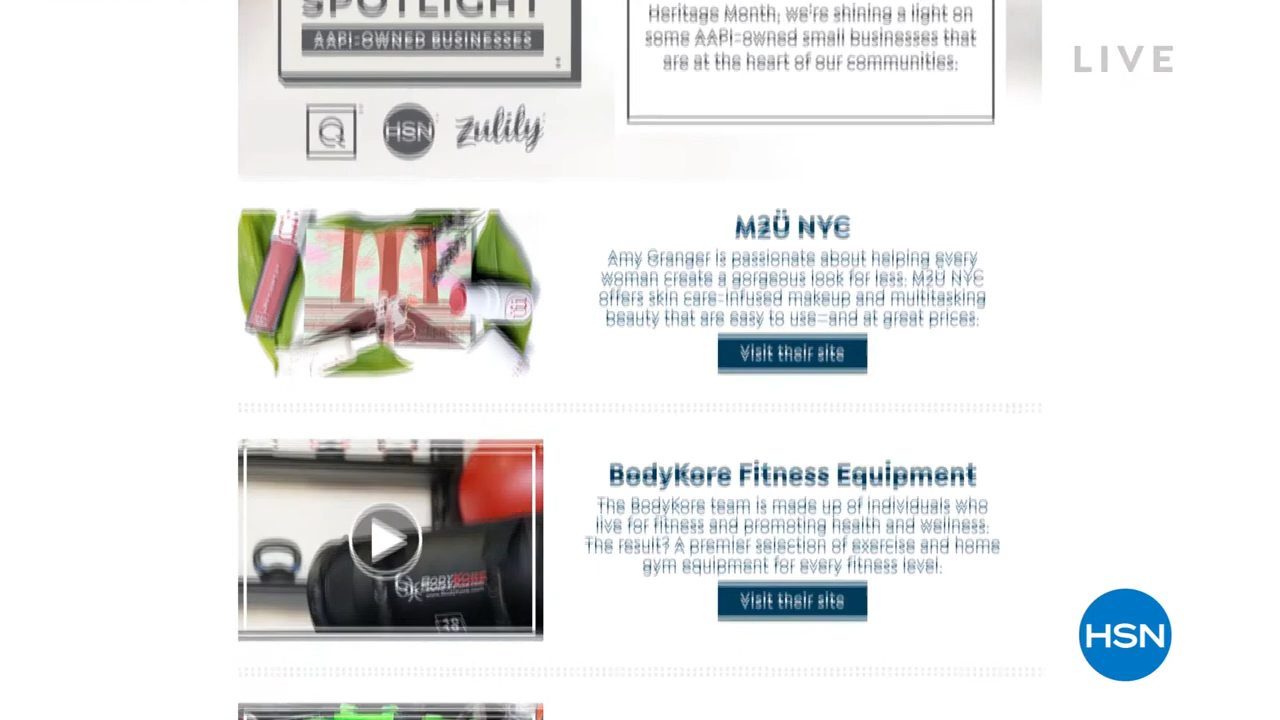 SPOTLIGHT
AAPI-OWNED BUSINESSES
Q HSN zulily
Heritage Month, we're shining a light on
some AAPI-owned small businesses that
are at the heart of our communities.
LIVE
M2Ü NYC
Amy Granger is passionate about helping every
woman create a gorgeous look for less. M2Ü NYC
offers skin care-infused makeup and multitasking
beauty that are easy to use—and at great prices.
Visit their site
BODYKORE
www.BodyKore.com
BodyKore Fitness Equipment
The BodyKore team is made up of individuals who
live for fitness and promoting health and wellness.
The result? A premier selection of exercise and home
gym equipment for every fitness level.
Visit their site
HSN